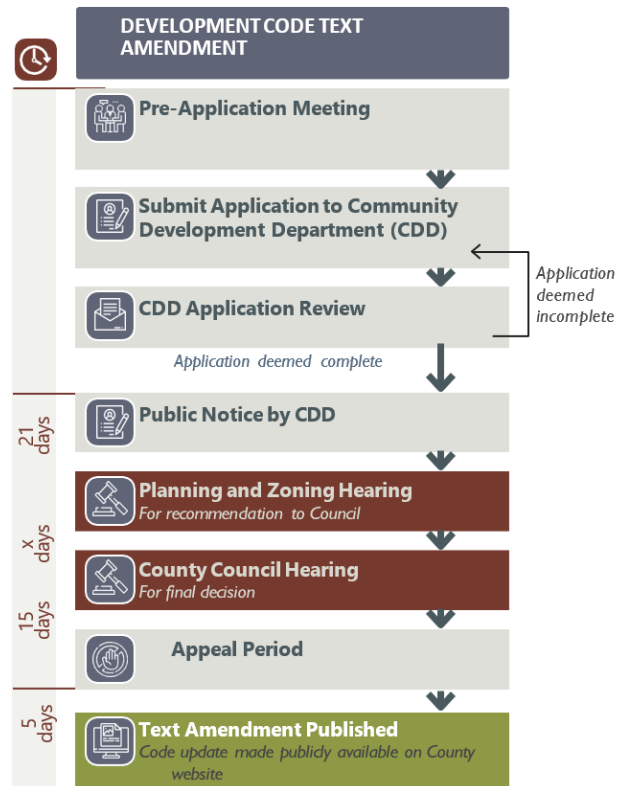 DEVELOPMENT CODE TEXT
AMENDMENT
Pre-Application Meeting
Submit Application to Community
Development Department (CDD)
Application
deemed
incomplete
CDD Application Review
Application deemed complete
21
days
Public Notice by CDD
Planning and Zoning Hearing
For recommendation to Council
x
days
County Council Hearing
For final decision
15
days
Appeal Period
5
days
Text Amendment Published
Code update made publicly available on County
website